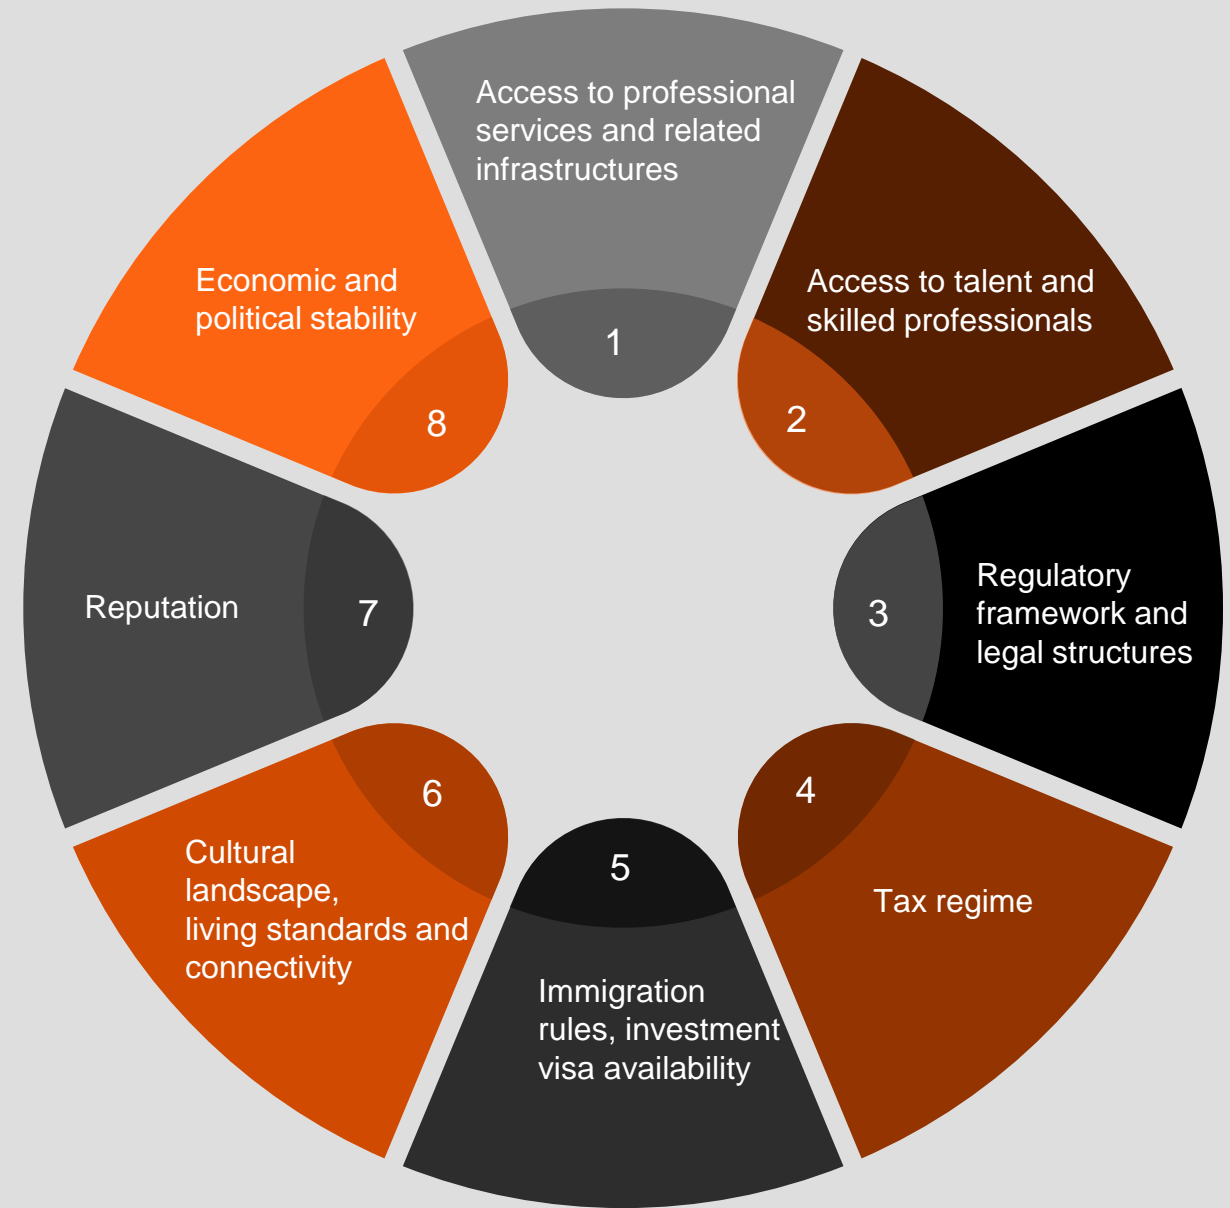 Access to professional
services and related
infrastructures
1
Access to talent and
skilled professionals
2
Regulatory
framework and
legal structures
3
Tax regime
4
Immigration
rules, investment
visa availability
5
Cultural
landscape,
living standards and
connectivity
6
Reputation
7
Economic and
political stability
8